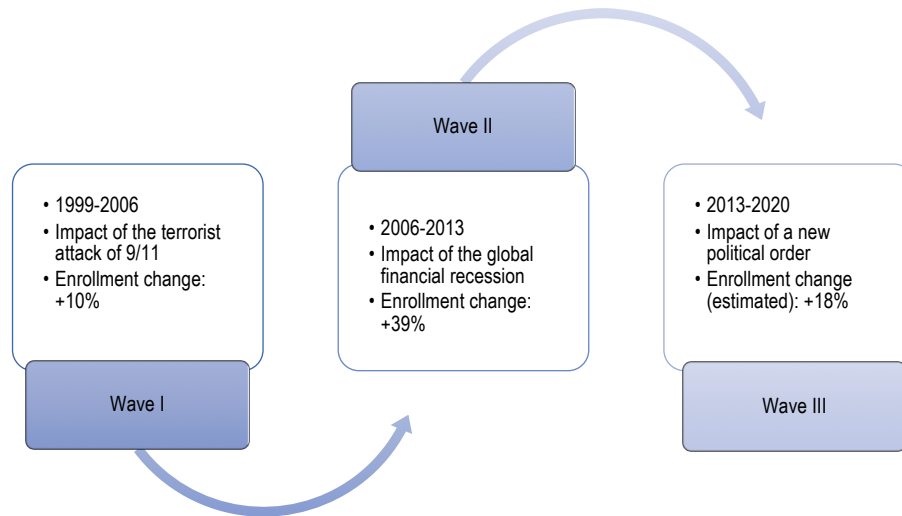 • 1999-2006
• Impact of the terrorist
attack of 9/11
• Enrollment change:
+10%
Wave I
Wave II
• 2006-2013
• Impact of the global
financial recession
• Enrollment change:
+39%
• 2013-2020
• Impact of a new
political order
• Enrollment change
(estimated): +18%
Wave III